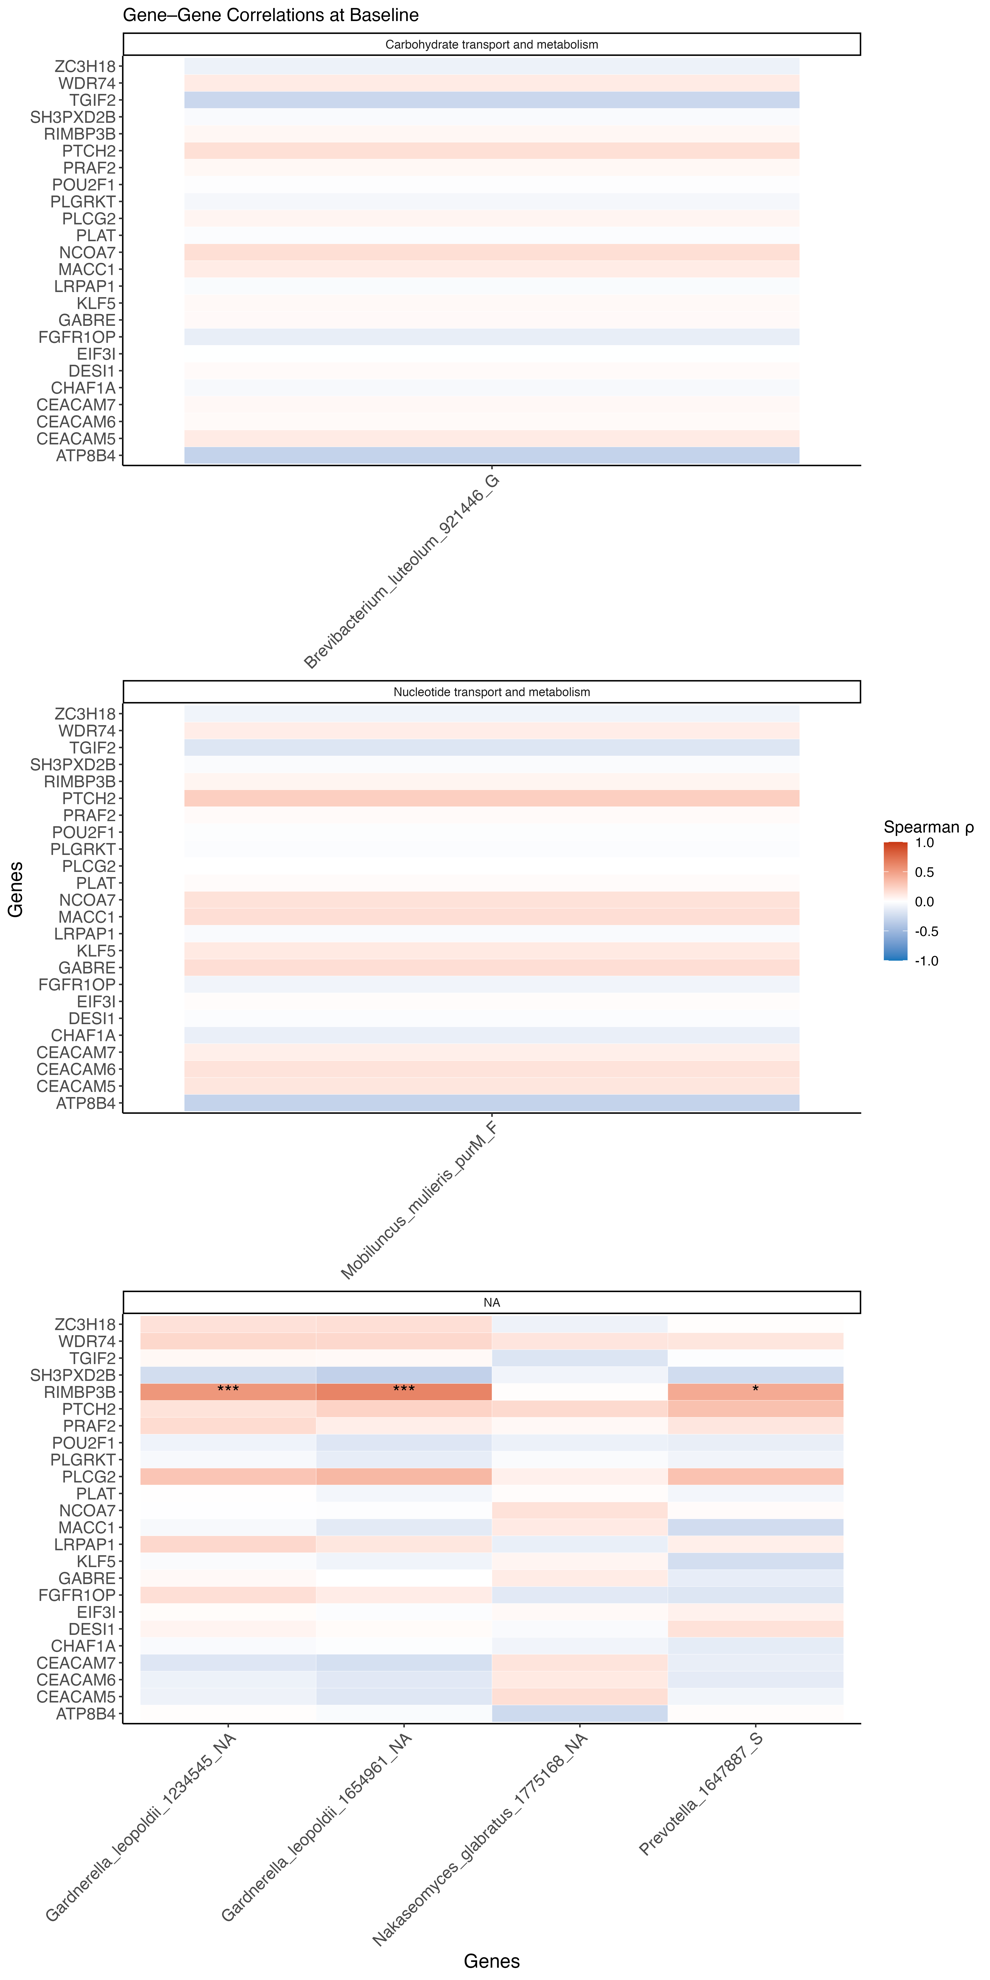 Gene–Gene Correlations at Baseline
Carbohydrate transport and metabolism
ZC3H18
WDR74
TGIF2
SH3PXD2B
RIMBP3B
PTCH2
PRAF2
POU2F1
PLGRKT
PLCG2
PLAT
NCOA7
MACC1
LRPAP1
KLF5
GABRE
FGFR1OP
EIF3I
DESI1
CHAF1A
CEACAM7
CEACAM6
CEACAM5
ATP8B4
Brevibacterium_luteolum_921446_G
Nucleotide transport and metabolism
ZC3H18
WDR74
TGIF2
SH3PXD2B
RIMBP3B
PTCH2
PRAF2
POU2F1
PLGRKT
PLCG2
PLAT
NCOA7
MACC1
LRPAP1
KLF5
GABRE
FGFR1OP
EIF3I
DESI1
CHAF1A
CEACAM7
CEACAM6
CEACAM5
ATP8B4
Mobiluncus_mulieris_purM_F
Genes
Spearman ρ
1.0
0.5
0.0
-0.5
-1.0
NA
ZC3H18
WDR74
TGIF2
SH3PXD2B
RIMBP3B
*** *** *
PTCH2
PRAF2
POU2F1
PLGRKT
PLCG2
PLAT
NCOA7
MACC1
LRPAP1
KLF5
GABRE
FGFR1OP
EIF3I
DESI1
CHAF1A
CEACAM7
CEACAM6
CEACAM5
ATP8B4
Gardnerella_leopoldii_1234545_NA
Gardnerella_leopoldii_1654961_NA
Nakaseomyces_glabratus_1775168_NA
Prevotella_1647887_S
Genes